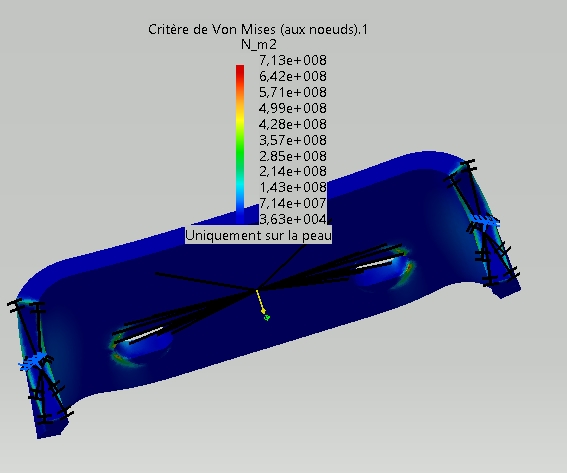 Critère de Von Mises (aux noeuds).1
N_m2
7,13e+008
6,42e+008
5,71e+008
4,99e+008
4,28e+008
3,57e+008
2,85e+008
2,14e+008
1,43e+008
7,14e+007
3,63e+004
Uniquement sur la peau